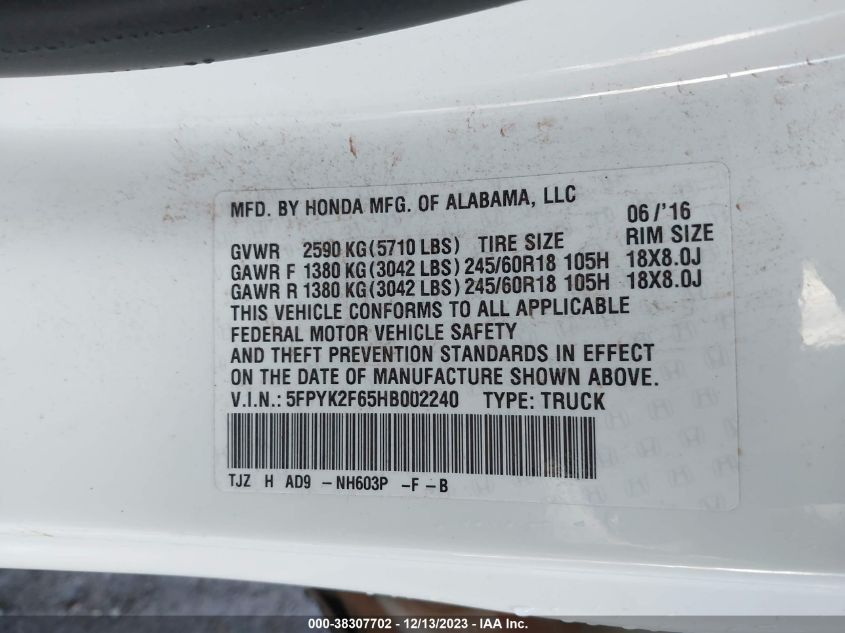 MFD. BY HONDA MFG. OF ALABAMA, LLC 06/'16
GVWR 2590 KG(5710 LBS) TIRE SIZE RIM SIZE
GAWR F 1380 KG(3042 LBS) 245/60R18 105H 18X8.0J
GAWR R 1380 KG(3042 LBS) 245/60R18 105H 18X8.0J
THIS VEHICLE CONFORMS TO ALL APPLICABLE
FEDERAL MOTOR VEHICLE SAFETY
AND THEFT PREVENTION STANDARDS IN EFFECT
ON THE DATE OF MANUFACTURE SHOWN ABOVE.
V.I.N.: 5FPYK2F65HB002240 TYPE: TRUCK
TJZ H AD9 -NH603P -F-B
000-38307702 - 12/13/2023 - IAAI.com